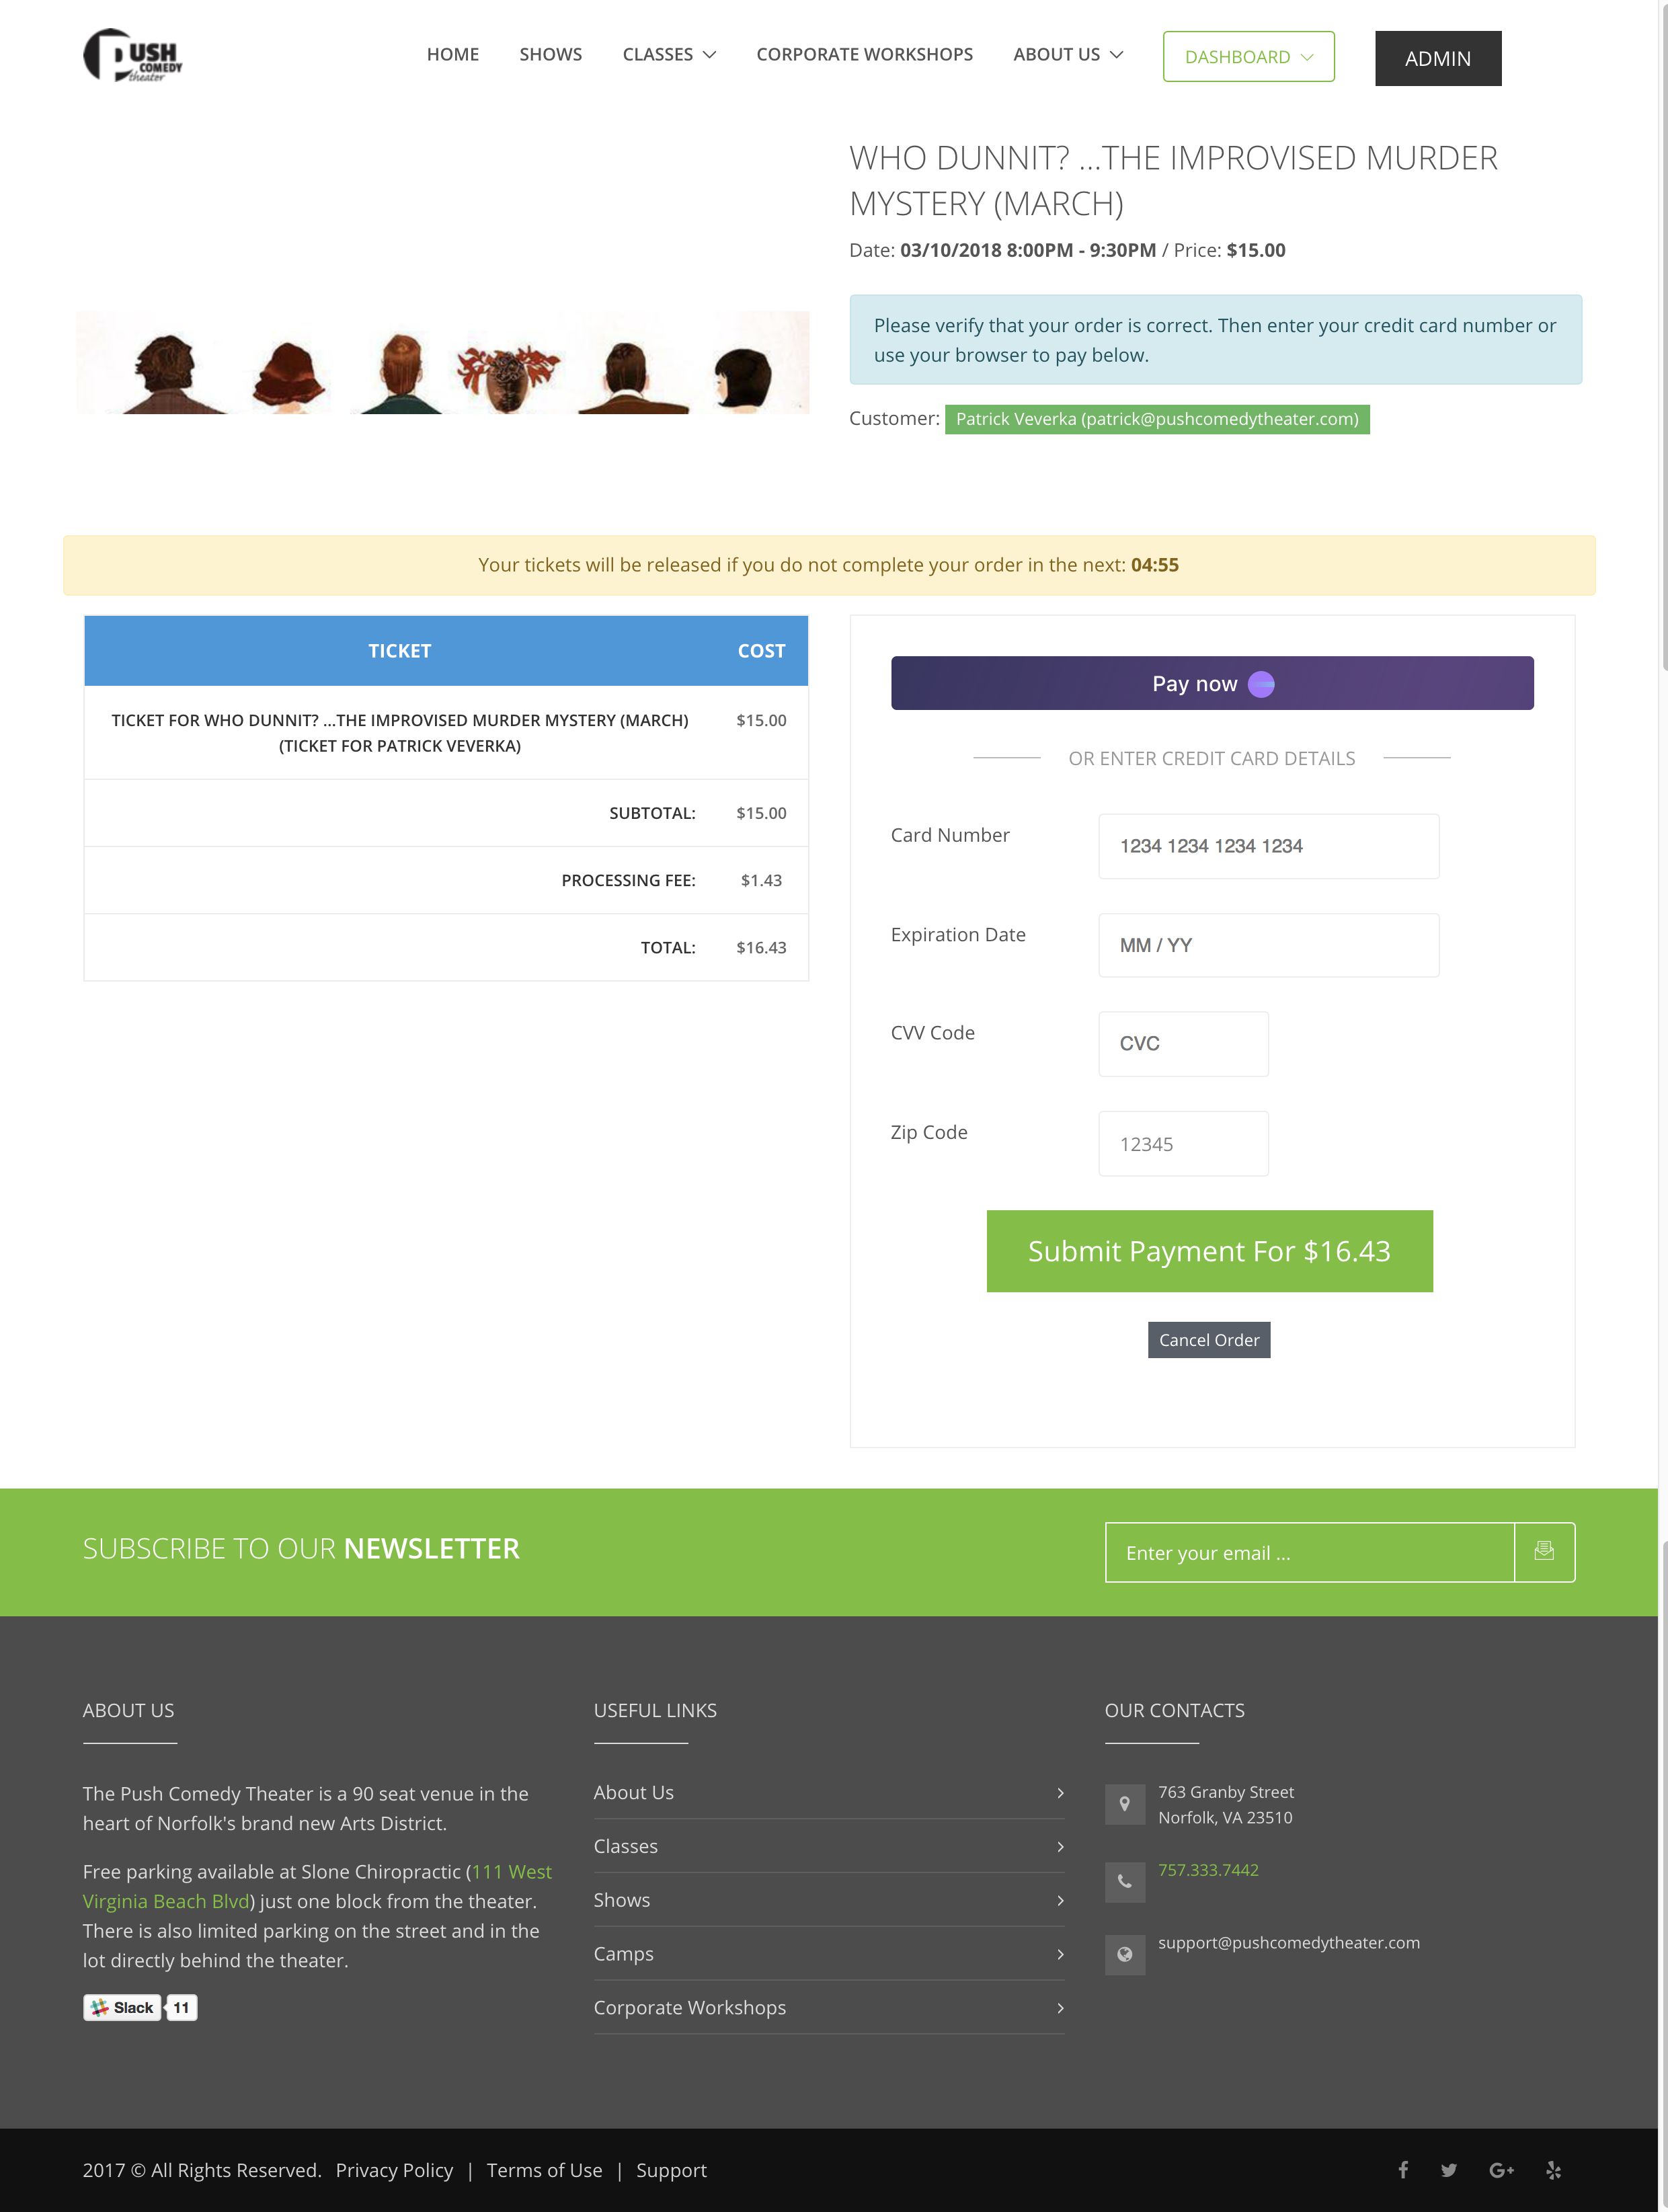 PUSH
COMEDY
theater
HOME
SHOWS
CLASSES
CORPORATE WORKSHOPS
ABOUT US
DASHBOARD
ADMIN
WHO DUNNIT? ...THE IMPROVISED MURDER
MYSTERY (MARCH)
Date: 03/10/2018 8:00PM - 9:30PM / Price: $15.00
Please verify that your order is correct. Then enter your credit card number or
use your browser to pay below.
Customer: Patrick Veverka (patrick@pushcomedytheater.com)
Your tickets will be released if you do not complete your order in the next: 04:55
TICKET COST
TICKET FOR WHO DUNNIT? ...THE IMPROVISED MURDER MYSTERY (MARCH) $15.00
(TICKET FOR PATRICK VEVERKA)
SUBTOTAL: $15.00
PROCESSING FEE: $1.43
TOTAL: $16.43
Pay now
OR ENTER CREDIT CARD DETAILS
Card Number 1234 1234 1234 1234
Expiration Date MM / YY
CVV Code CVC
Zip Code 12345
Submit Payment For $16.43
Cancel Order
SUBSCRIBE TO OUR NEWSLETTER
Enter your email ...
ABOUT US
The Push Comedy Theater is a 90 seat venue in the
heart of Norfolk's brand new Arts District.
Free parking available at Slone Chiropractic (111 West
Virginia Beach Blvd) just one block from the theater.
There is also limited parking on the street and in the
lot directly behind the theater.
Slack 11
USEFUL LINKS
About Us
Classes
Shows
Camps
Corporate Workshops
OUR CONTACTS
763 Granby Street
Norfolk, VA 23510
757.333.7442
support@pushcomedytheater.com
2017 © All Rights Reserved. Privacy Policy | Terms of Use | Support